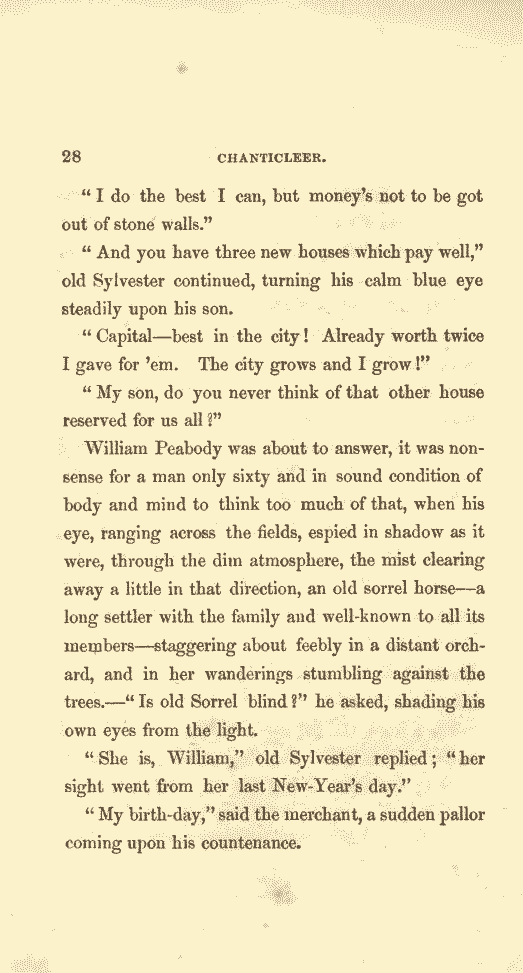 28 CHANTICLEER.
“ I do the best I can, but money’s not to be got
out of stone walls.”
“ And you have three new houses which pay well,”
old Sylvester continued, turning his calm blue eye
steadily upon his son.
“ Capital—best in the city! Already worth twice
I gave for ’em. The city grows and I grow!”
“ My son, do you never think of that other house
reserved for us all?”
William Peabody was about to answer, it was non-
sense for a man only sixty and in sound condition of
body and mind to think too much of that, when his
eye, ranging across the fields, espied in shadow as it
were, through the dim atmosphere, the mist clearing
away a little in that direction, an old sorrel horse—a
long settler with the family and well-known to all its
members—staggering about feebly in a distant orch-
ard, and in her wanderings stumbling against the
trees.—“ Is old Sorrel blind?” he asked, shading his
own eyes from the light.
“ She is, William,” old Sylvester replied; “her
sight went from her last New-Year’s day.”
“ My birth-day,” said the merchant, a sudden pallor
coming upon his countenance.